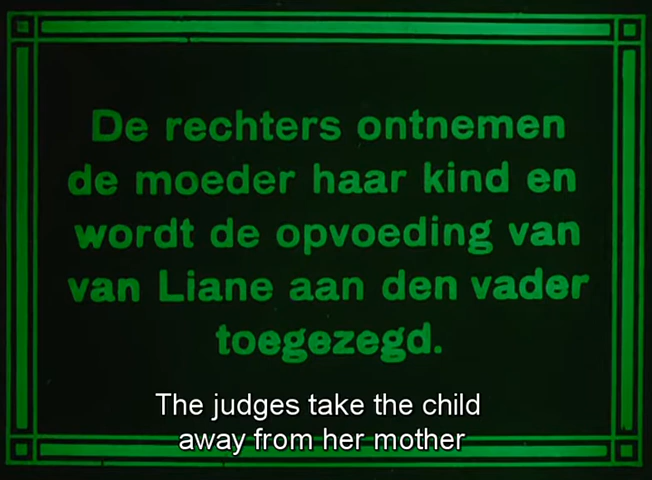 De rechters ontnemen
de moeder haar kind en
wordt de opvoeding van
van Liane aan den vader
toegezegd.
The judges take the child
away from her mother